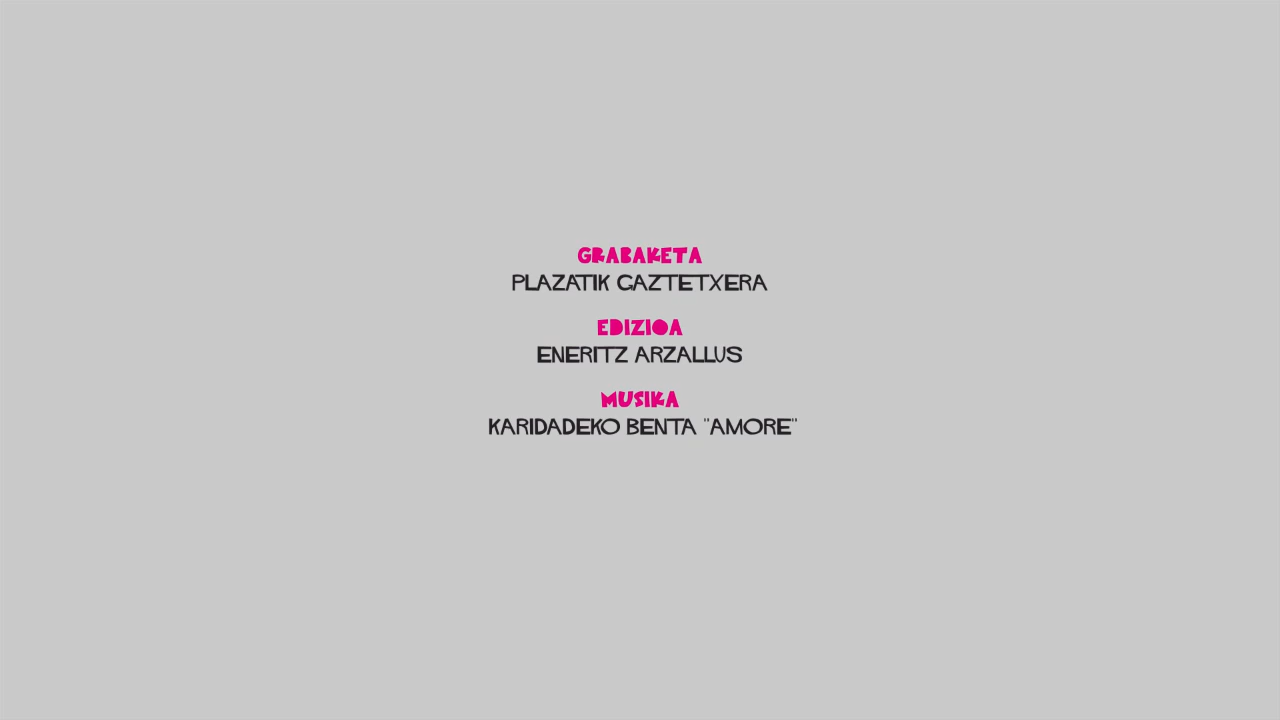 GRABAKETA
PLAZATIK GAZTETXERA
EDIZIOA
ENERITZ ARZALLUS
MUSIKA
KARIDADEKO BENTA "AMORE"